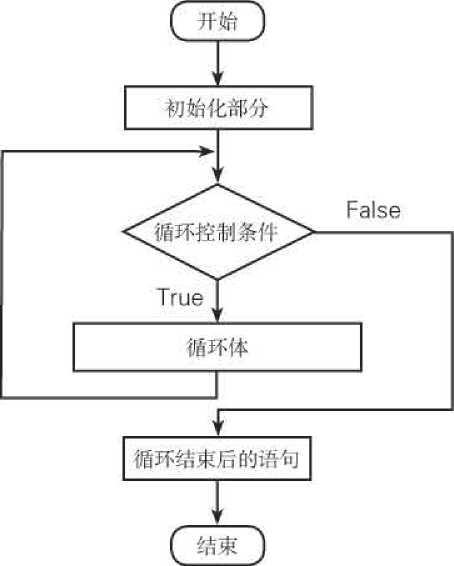 开始
初始化部分
循环控制条件
False
True
循环体
循环结束后的语句
结束